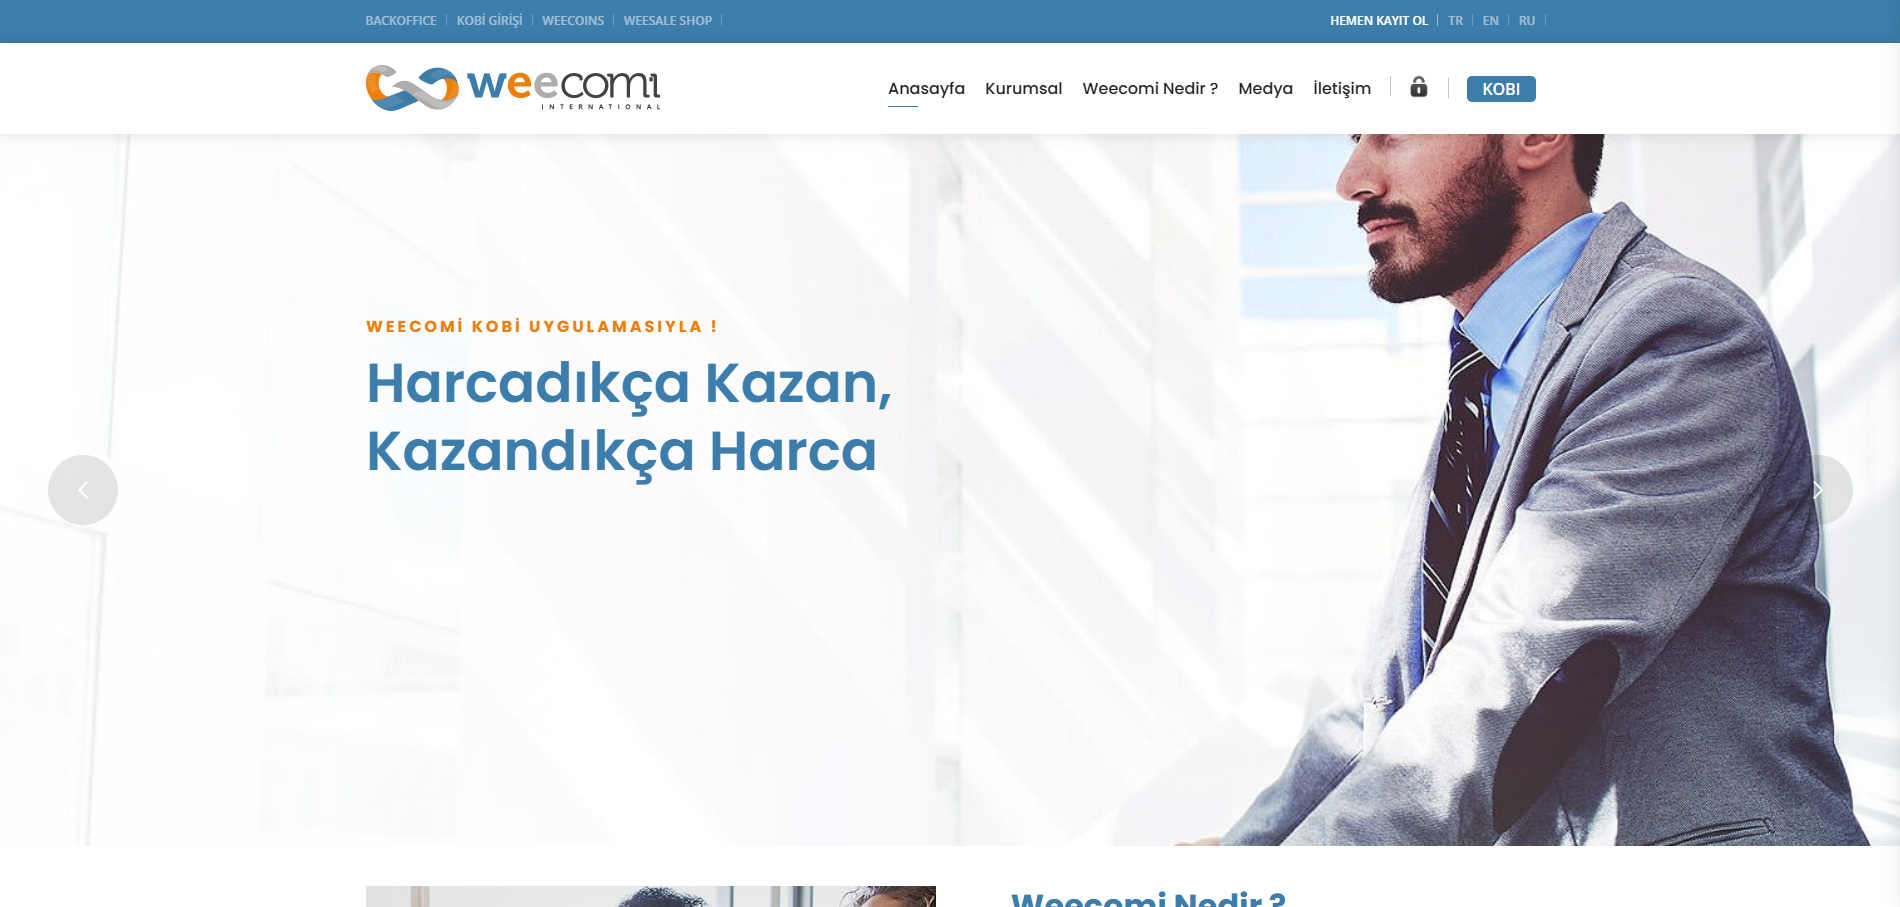 BACKOFFICE KOBİ GİRİŞİ WEECOINS WEESALE SHOP HEMEN KAYIT OL TR EN RU
weecomi INTERNATIONAL
Anasayfa Kurumsal Weecomi Nedir ? Medya İletişim KOBI
WEECOMİ KOBİ UYGULAMASIYLA !
Harcadıkça Kazan,
Kazandıkça Harca
Weecomi Nedir ?